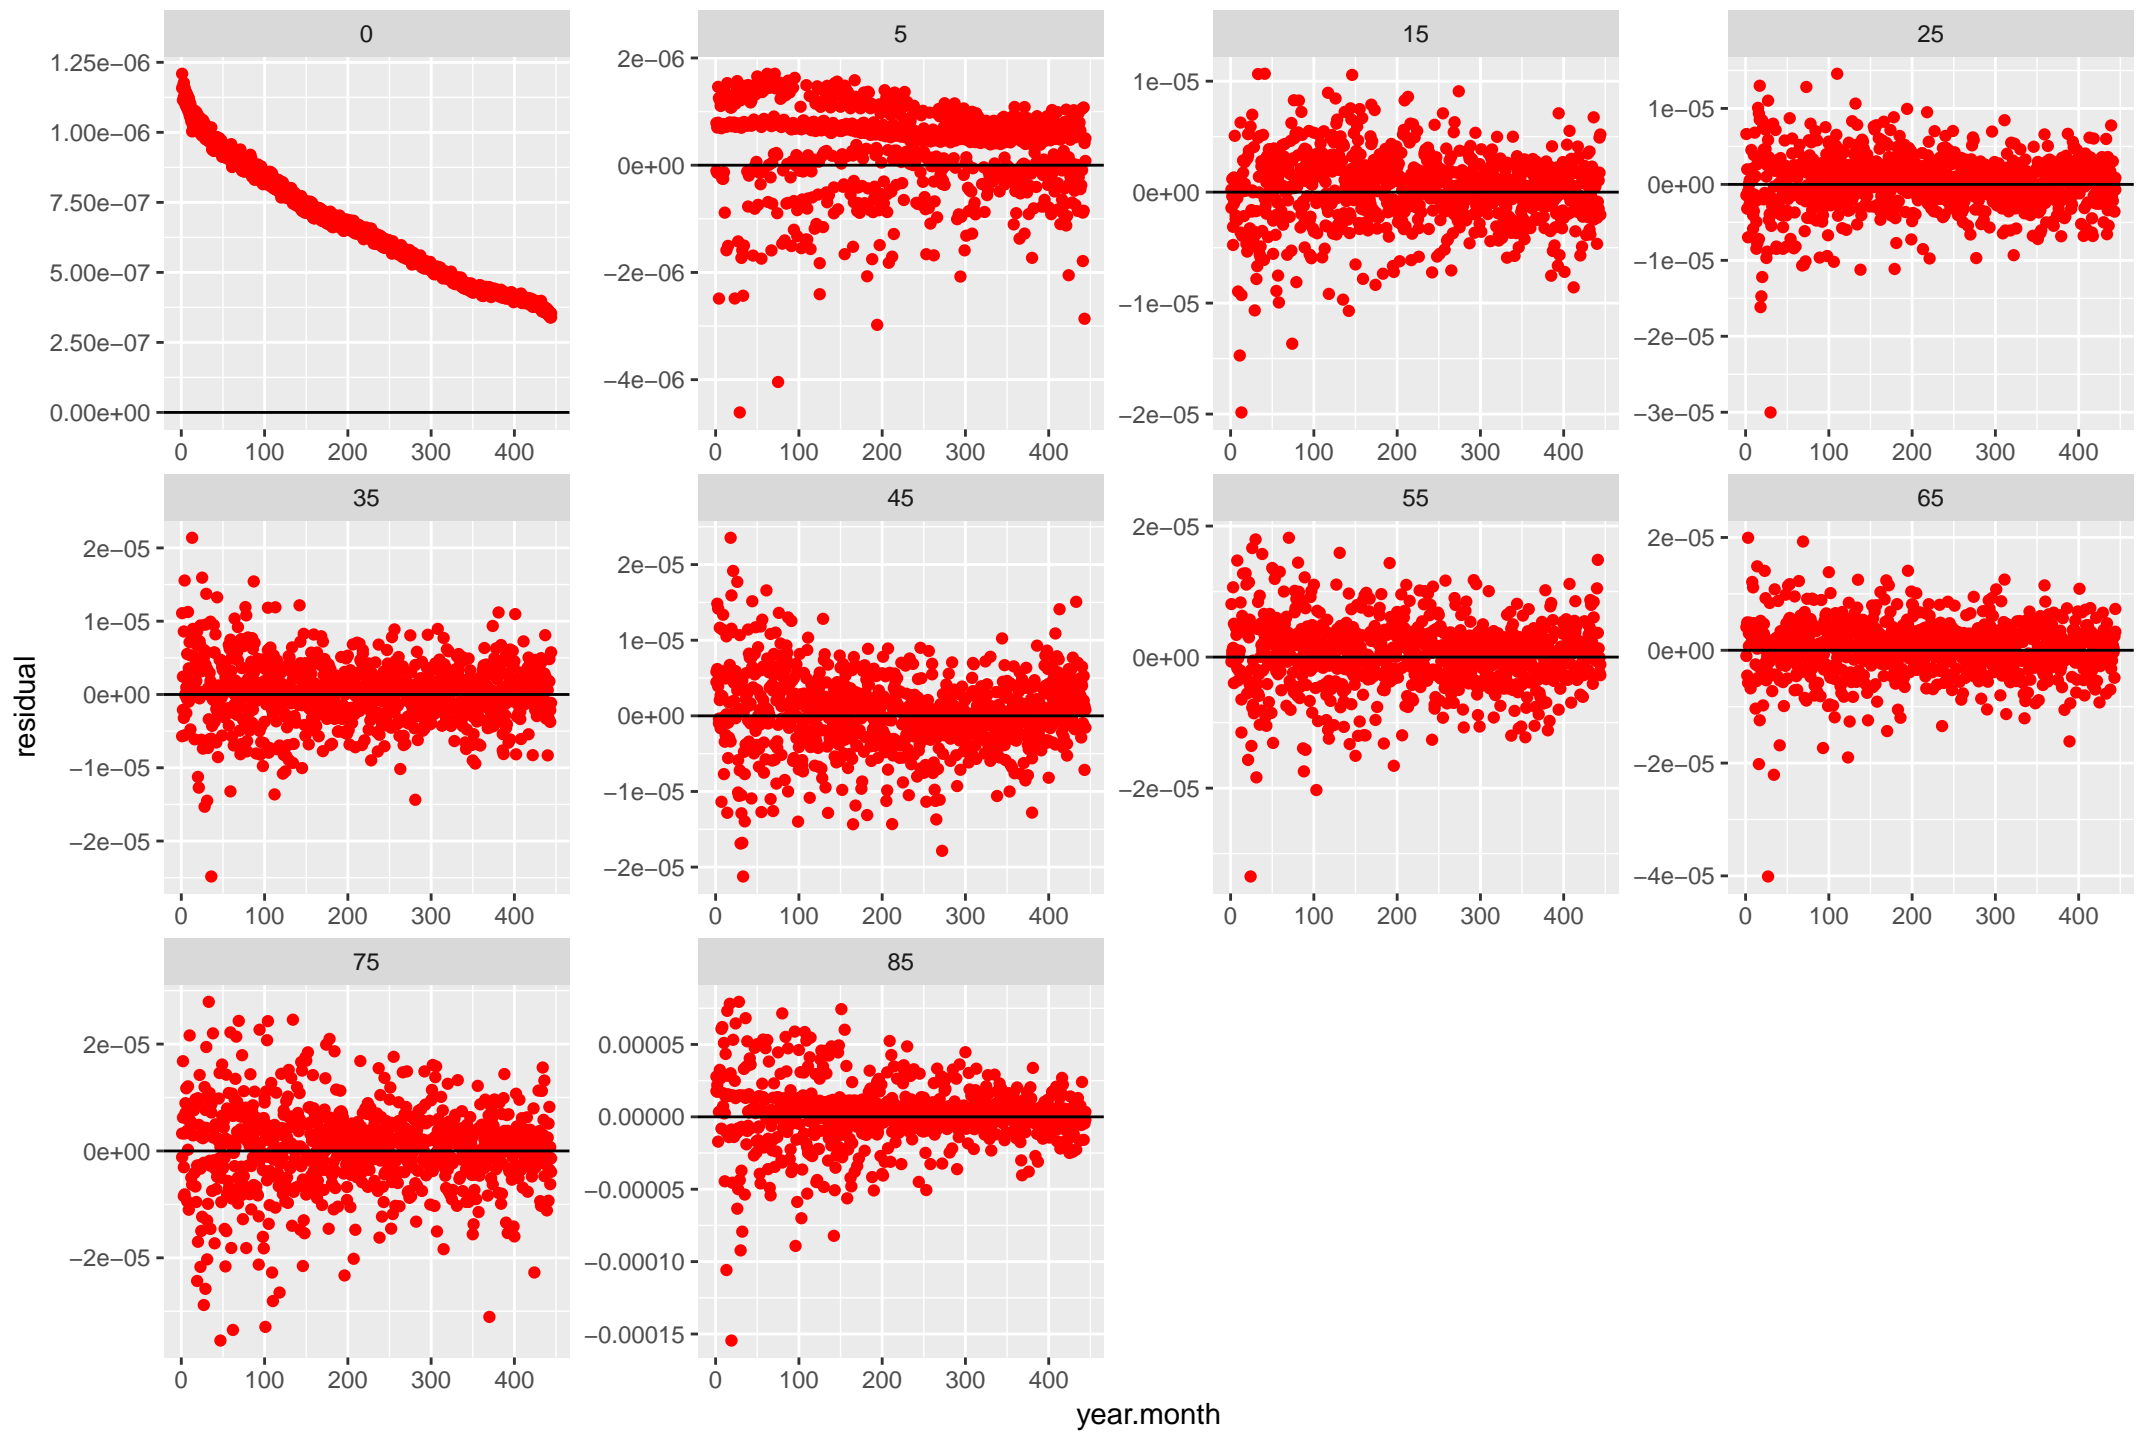 0
5
15
25
1.25e−06
1.00e−06
7.50e−07
5.00e−07
2.50e−07
0.00e+00
2e−06
0e+00
−2e−06
−4e−06
1e−05
0e+00
−1e−05
−2e−05
1e−05
0e+00
−1e−05
−2e−05
−3e−05
0 100 200 300 400
0 100 200 300 400
0 100 200 300 400
0 100 200 300 400
35
45
55
65
2e−05
1e−05
0e+00
−1e−05
−2e−05
2e−05
1e−05
0e+00
−1e−05
−2e−05
2e−05
0e+00
−2e−05
2e−05
0e+00
−2e−05
−4e−05
0 100 200 300 400
0 100 200 300 400
0 100 200 300 400
0 100 200 300 400
75
85
2e−05
0e+00
−2e−05
0.00005
0.00000
−0.00005
−0.00010
−0.00015
0 100 200 300 400
0 100 200 300 400
residual
year.month